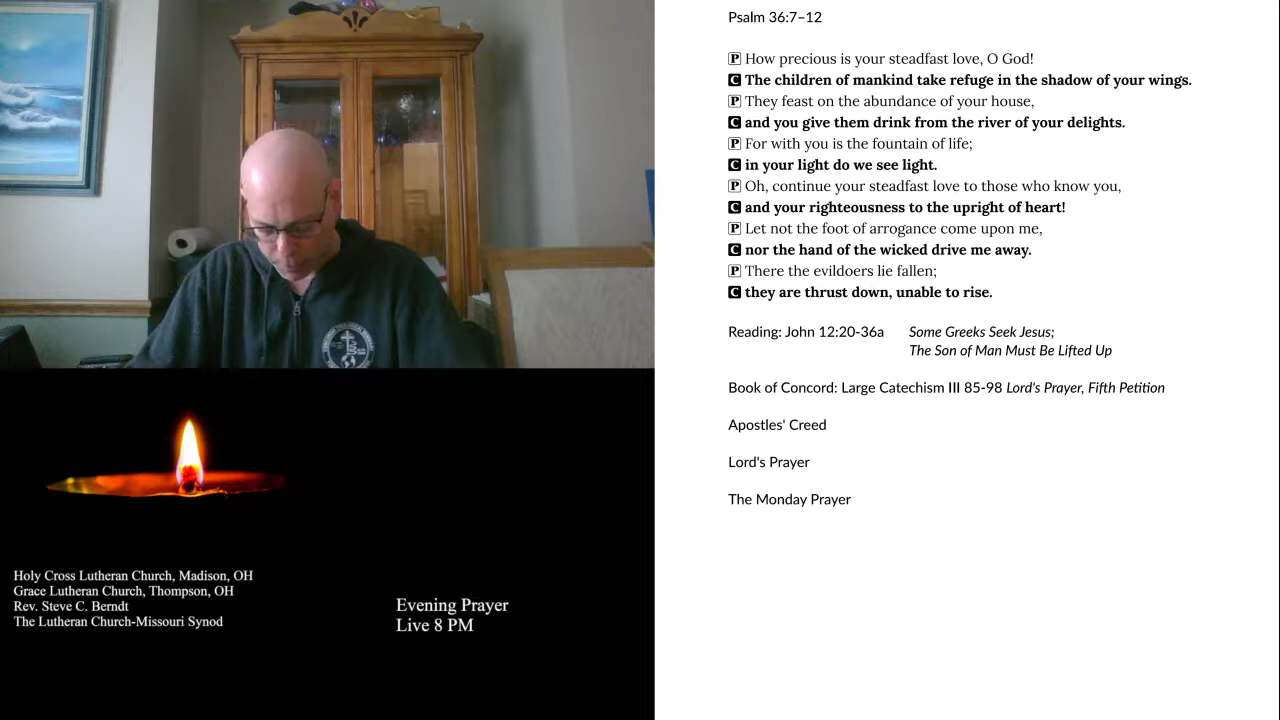 Psalm 36:7–12
P How precious is your steadfast love, O God!
C The children of mankind take refuge in the shadow of your wings.
P They feast on the abundance of your house,
C and you give them drink from the river of your delights.
P For with you is the fountain of life;
C in your light do we see light.
P Oh, continue your steadfast love to those who know you,
C and your righteousness to the upright of heart!
P Let not the foot of arrogance come upon me,
C nor the hand of the wicked drive me away.
P There the evildoers lie fallen;
C they are thrust down, unable to rise.
Reading: John 12:20-36a Some Greeks Seek Jesus;
The Son of Man Must Be Lifted Up
Book of Concord: Large Catechism III 85-98 Lord's Prayer, Fifth Petition
Apostles' Creed
Lord's Prayer
The Monday Prayer
Holy Cross Lutheran Church, Madison, OH
Grace Lutheran Church, Thompson, OH
Rev. Steve C. Berndt
The Lutheran Church-Missouri Synod
Evening Prayer
Live 8 PM